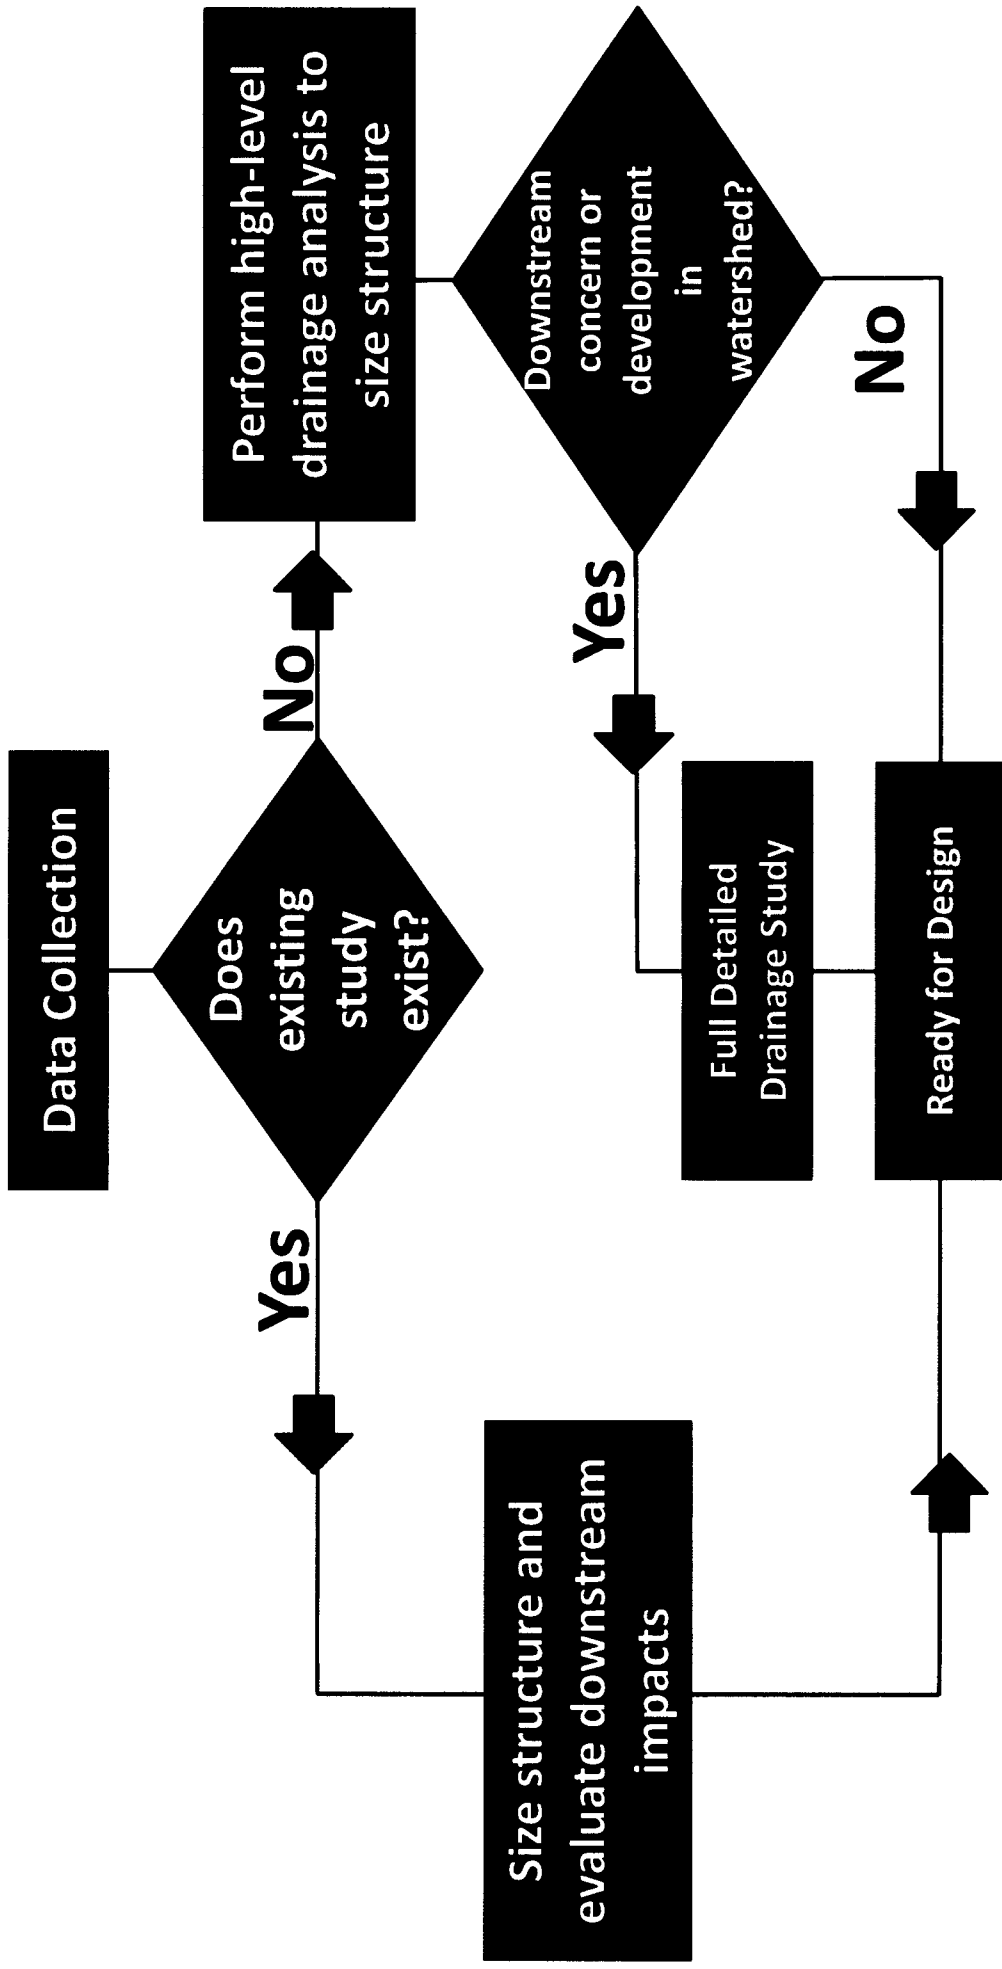 Data Collection
Does
existing
study
exist?
Yes
No
Perform high-level
drainage analysis to
size structure
Size structure and
evaluate downstream
impacts
Downstream
concern or
development
in
watershed?
Yes
No
Full Detailed
Drainage Study
Ready for Design